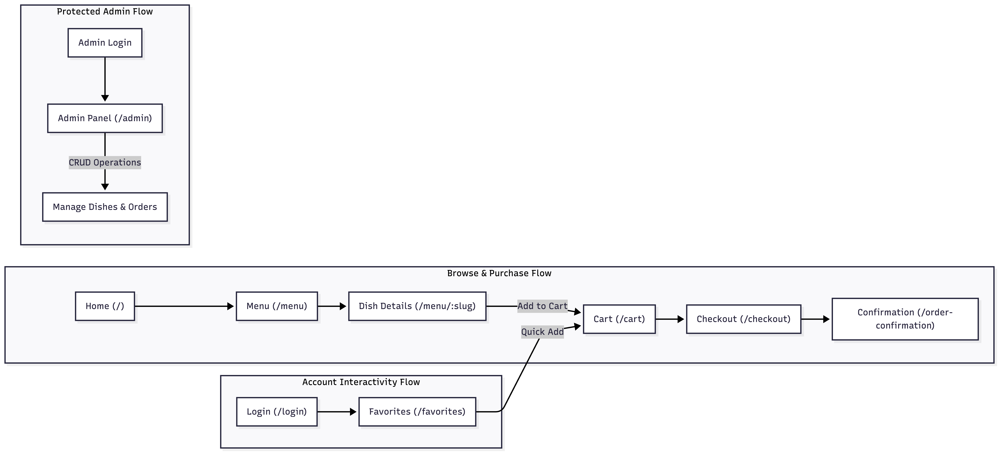 Protected Admin Flow
Admin Login
Admin Panel (/admin)
CRUD Operations
Manage Dishes & Orders
Browse & Purchase Flow
Home (/)
Menu (/menu)
Dish Details (/menu/:slug)
Add to Cart
Quick Add
Cart (/cart)
Checkout (/checkout)
Confirmation (/order-
confirmation)
Account Interactivity Flow
Login (/login)
Favorites (/favorites)